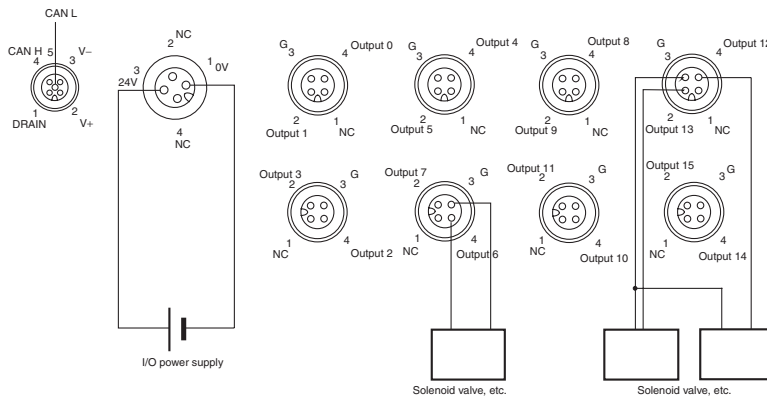 CAN L
CAN H 5 V–
4 3
1 2
DRAIN V+
NC
2
3 1 0V
24V
4
NC
I/O power supply
G Output 0
3 4
2 1
Output 1 NC
G Output 4
3 4
2 1
Output 5 NC
G Output 8
3 4
2 1
Output 9 NC
G Output 12
3 4
2 1
Output 13 NC
Output 3 G
2 3
1 4
NC Output 2
Output 7 G
2 3
1 4
NC Output 6
Output 11 G
2 3
1 4
NC Output 10
Output 15 G
2 3
1 4
NC Output 14
Solenoid valve, etc.
Solenoid valve, etc.